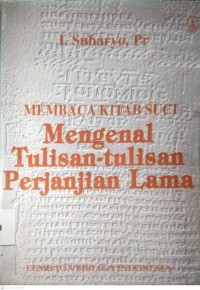 I. Suharyo, Pr
MEMBACA KITAB SUCI
Mengenal
Tulisan-tulisan
Perjanjian Lama
LEMBAGA BIBLIKA INDONESIA